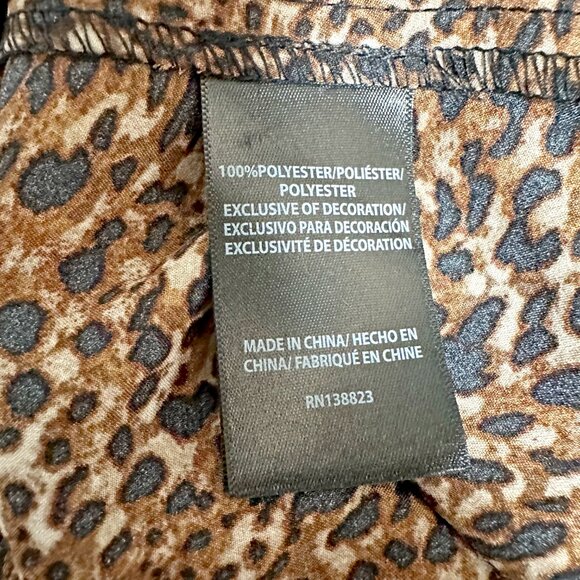 100%POLYESTER/POLIÉSTER/
POLYESTER
EXCLUSIVE OF DECORATION/
EXCLUSIVO PARA DECORACIÓN
EXCLUSIVITÉ DE DÉCORATION
MADE IN CHINA/ HECHO EN
CHINA/ FABRIQUÉ EN CHINE
RN138823